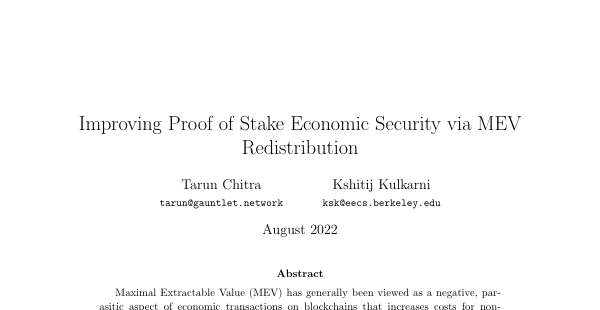 Improving Proof of Stake Economic Security via MEV
Redistribution
Tarun Chitra Kshitij Kulkarni
tarun@gauntlet.network ksk@eecs.berkeley.edu
August 2022
Abstract
Maximal Extractable Value (MEV) has generally been viewed as a negative, par-
asitic aspect of economic transactions on blockchains that increases costs for non-